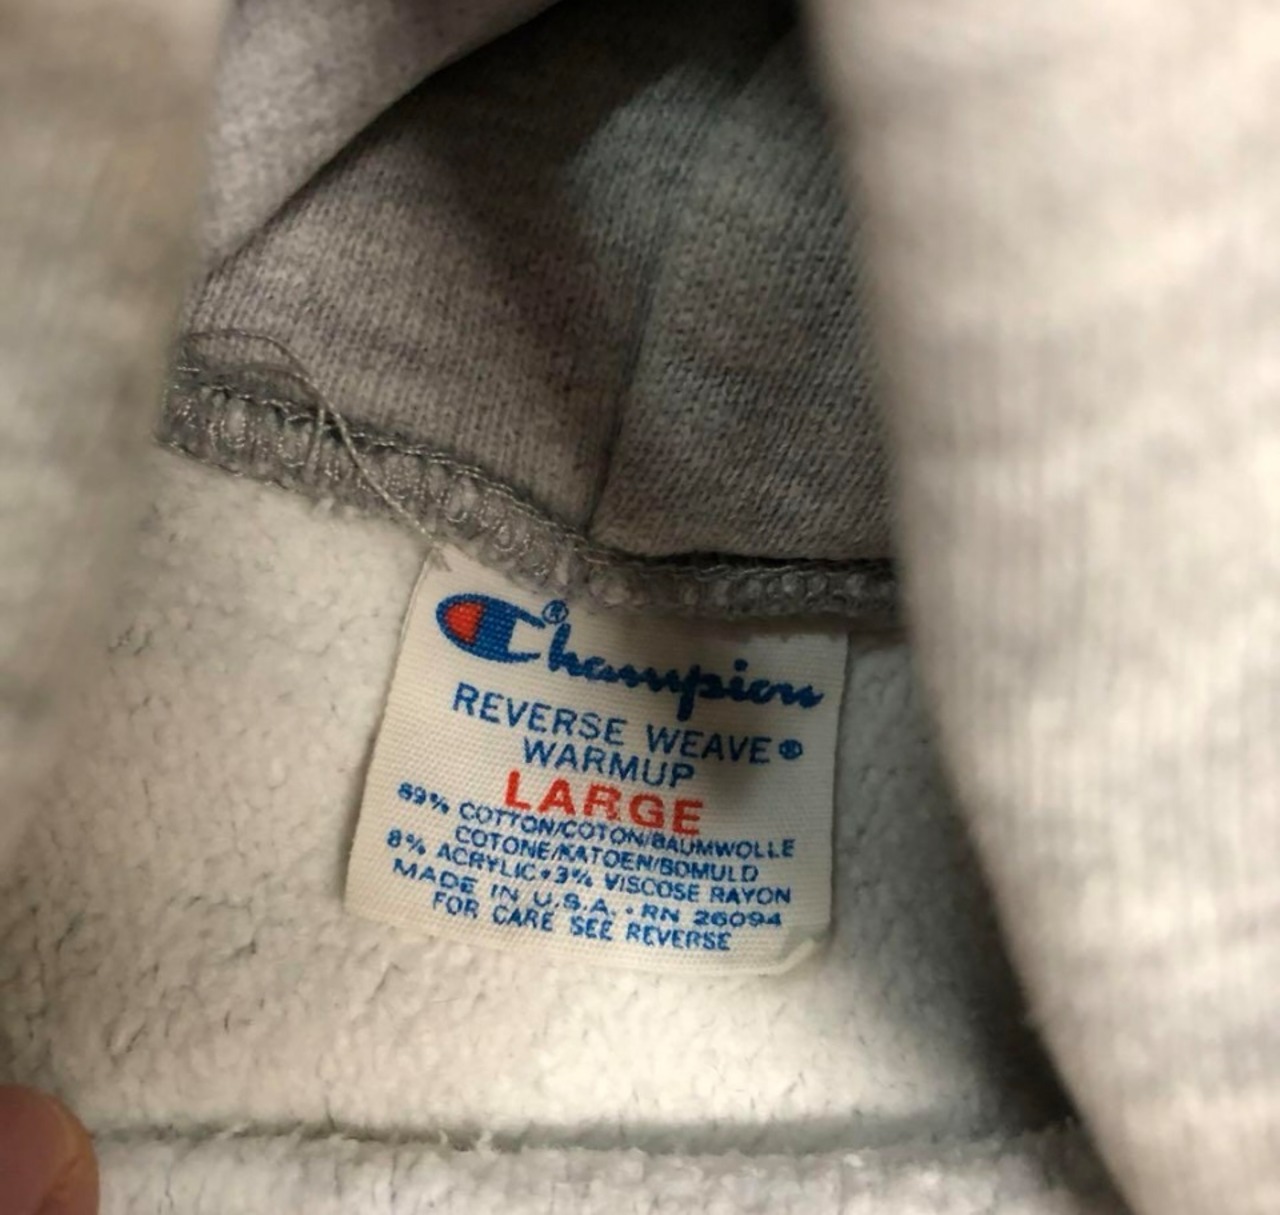 Champion®
REVERSE WEAVE®
WARMUP
LARGE
89% COTTON/COTON/BAUMWOLLE
COTONE/KATOEN/BOMULD
8% ACRYLIC•3% VISCOSE RAYON
MADE IN U.S.A. • RN 26094
FOR CARE SEE REVERSE